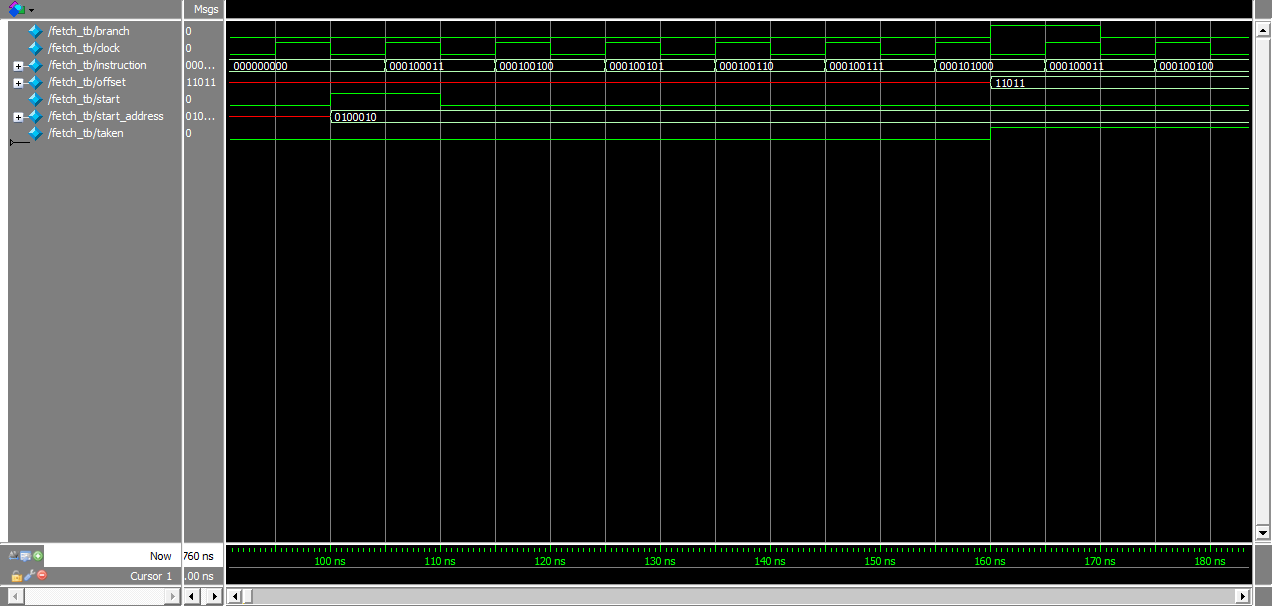 Msgs
/fetch_tb/branch 0
/fetch_tb/clock 0
/fetch_tb/instruction 000... 000000000 000100011 000100100 000100101 000100110 000100111 000101000 000100011 000100100
/fetch_tb/offset 11011 11011
/fetch_tb/start 0
/fetch_tb/start_address 010... 0100010
/fetch_tb/taken 0
Now 760 ns 100 ns 110 ns 120 ns 130 ns 140 ns 150 ns 160 ns 170 ns 180 ns
Cursor 1 .00 ns